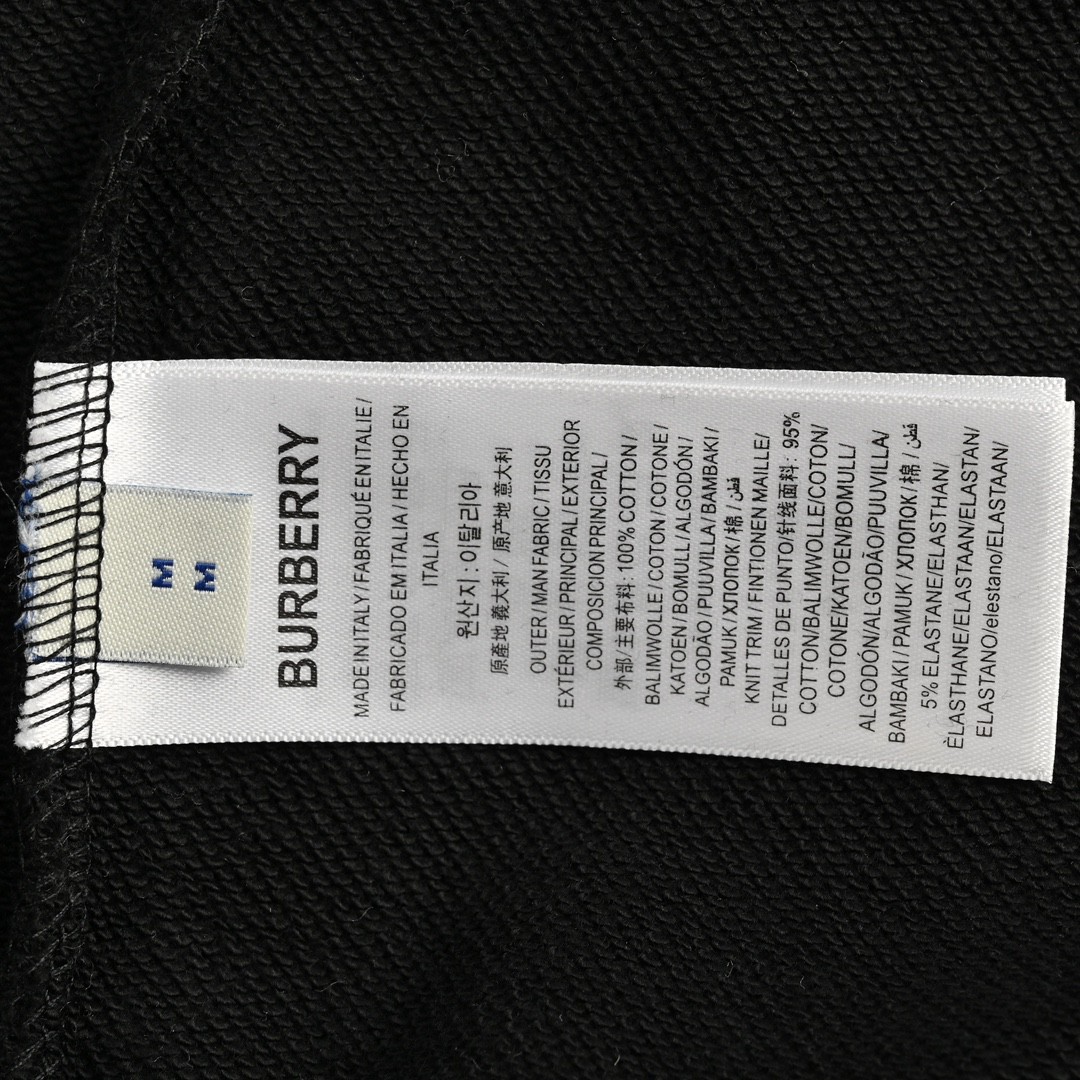 M
M
BURBERRY
MADE IN ITALY / FABRIQUÉ EN ITALIE /
FABRICADO EM ITALIA / HECHO EN
ITALIA
원산지 : 이탈리아
原產地 義大利 / 原产地 意大利
OUTER / MAN FABRIC / TISSU
EXTÉRIEUR / PRINCIPAL / EXTERIOR
COMPOSICION PRINCIPAL /
外部 / 主要布料: 100% COTTON /
BALIMWOLLE / COTON / COTONE /
KATOEN / BOMULL / ALGODÓN /
ALGODÃO / PUUVILLA / BAMBAKI /
PAMUK / ХЛОПОК / 棉 / قطن
KNIT TRIM / FINTIONEN MAILLE /
DETALLES DE PUNTO/针线面料: 95%
COTTON/BALIMWOLLE/COTON/
COTONE/KATOEN/BOMULL/
ALGODÓN/ALGODÃO/PUUVILLA/
BAMBAKI / PAMUK / ХЛОПОК / 棉 / قطن
5% ELASTANE/ELASTHAN/
ÈLASTHANE/ELASTAAN/ELASTAN/
ELASTANO/elestano/ELASTAAN/